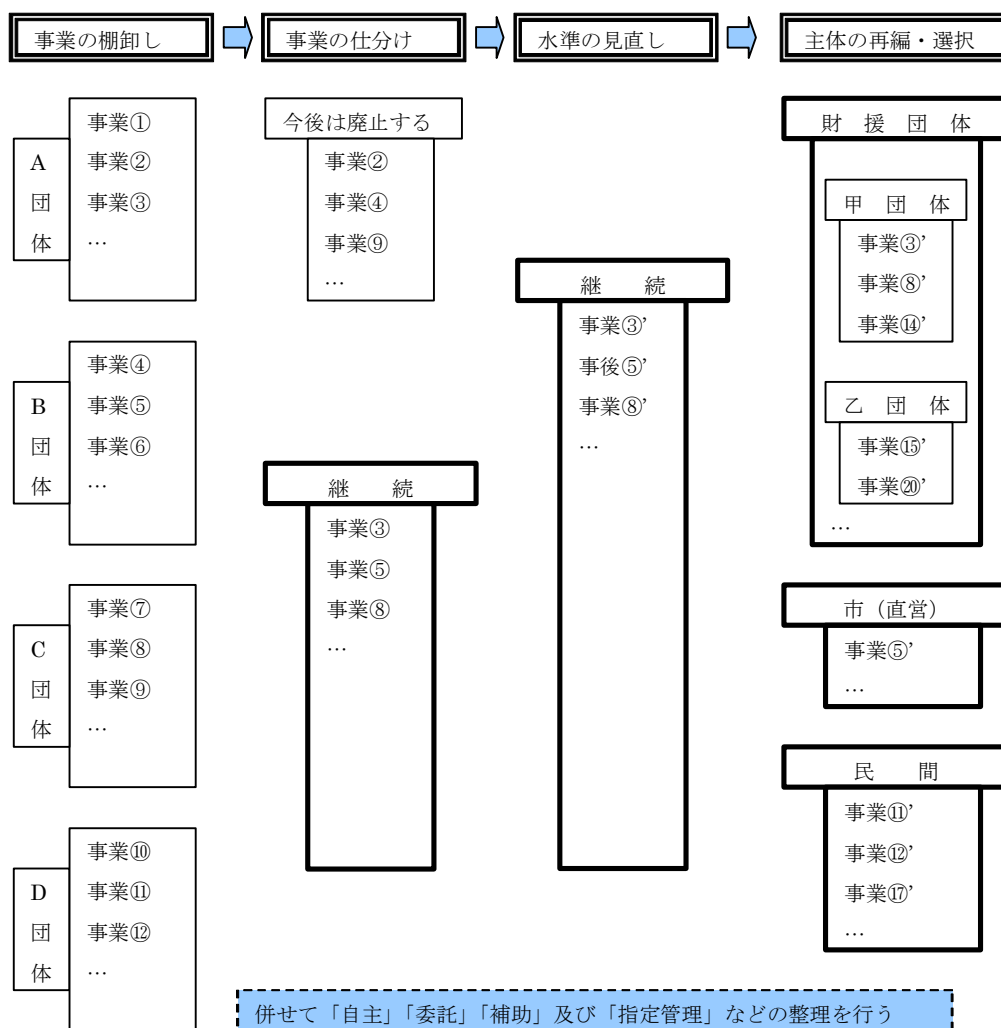 事業の棚卸し
事業の仕分け
水準の見直し
主体の再編・選択
A団体
事業①
事業②
事業③
…
B団体
事業④
事業⑤
事業⑥
…
C団体
事業⑦
事業⑧
事業⑨
…
D団体
事業⑩
事業⑪
事業⑫
…
今後は廃止する
事業②
事業④
事業⑨
…
継 続
事業③
事業⑤
事業⑧
…
継 続
事業③’
事後⑤’
事業⑧’
…
財 援 団 体
甲 団 体
事業③’
事業⑧’
事業⑭’
乙 団 体
事業⑮’
事業⑳’
…
市（直営）
事業⑤’
…
民 間
事業⑪’
事業⑫’
事業⑰’
…
併せて「自主」「委託」「補助」及び「指定管理」などの整理を行う